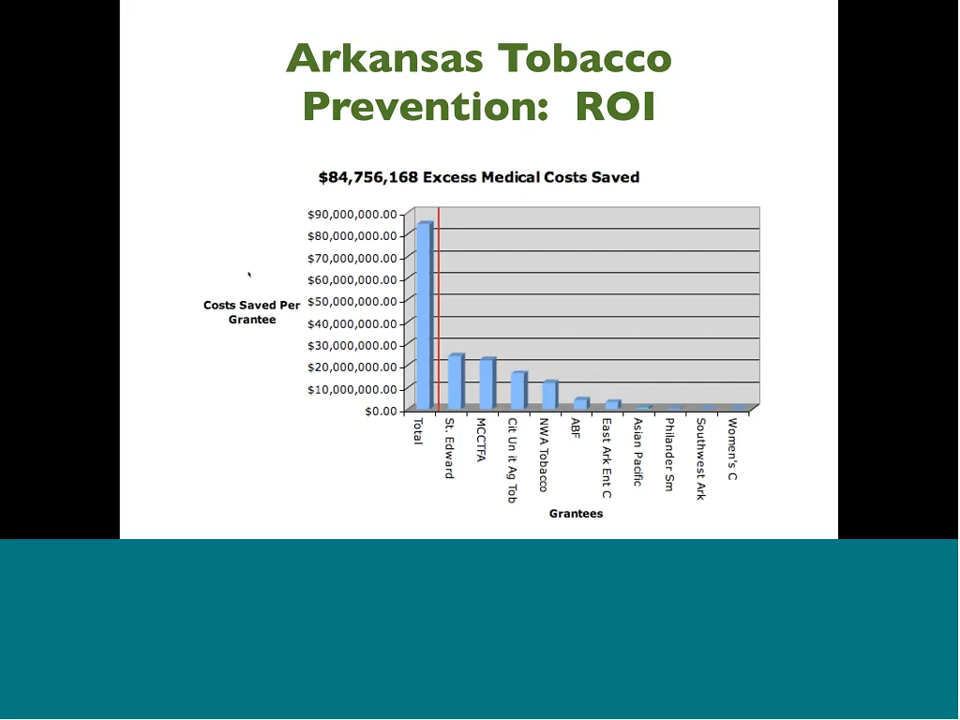 Arkansas Tobacco
Prevention: ROI
$84,756,168 Excess Medical Costs Saved
$90,000,000.00
$80,000,000.00
$70,000,000.00
$60,000,000.00
$50,000,000.00
$40,000,000.00
$30,000,000.00
$20,000,000.00
$10,000,000.00
$0.00
Costs Saved Per
Grantee
Total
St. Edward
MCCTFA
Cit Un it Ag Tob
NWA Tobacco
ABF
East Ark Ent C
Asian Pacific
Philander Sm
Southwest Ark
Women's C
Grantees